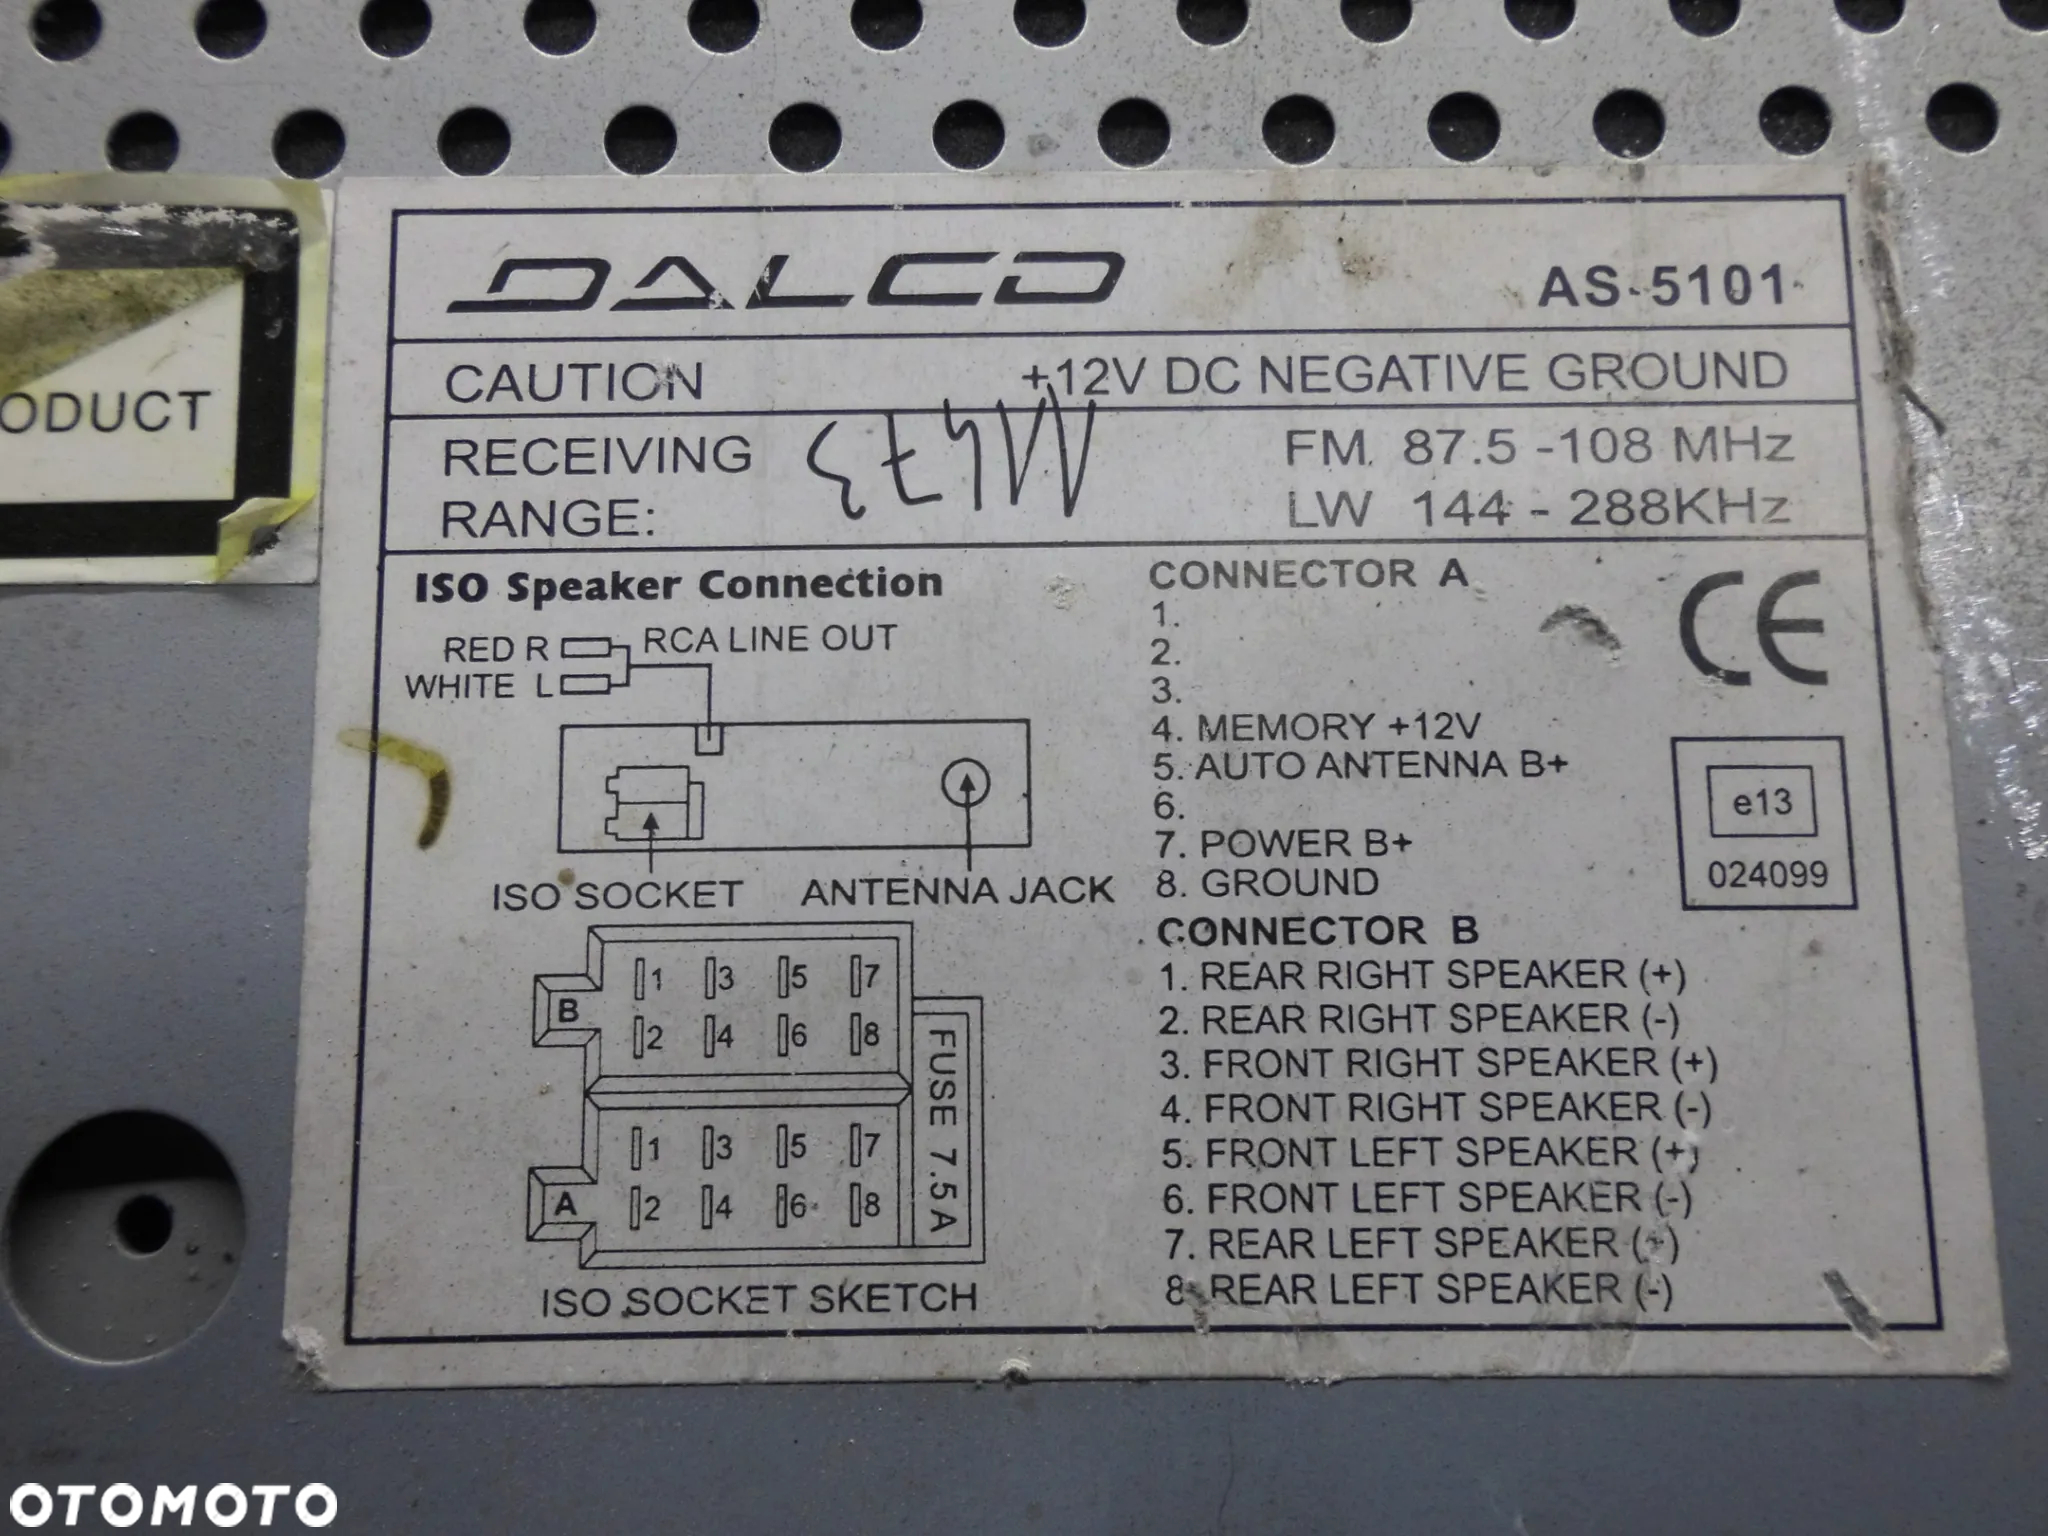 ODUCT
DALCO
AS-5101
CAUTION +12V DC NEGATIVE GROUND
RECEIVING RANGE:
FM 87.5 -108 MHz
LW 144 - 288KHz
ISO Speaker Connection
RED R
WHITE L
RCA LINE OUT
ISO SOCKET
ANTENNA JACK
B
1 3 5 7
2 4 6 8
A
1 3 5 7
2 4 6 8
FUSE 7.5A
ISO SOCKET SKETCH
CONNECTOR A
1.
2.
3.
4. MEMORY +12V
5. AUTO ANTENNA B+
6.
7. POWER B+
8. GROUND
CONNECTOR B
1. REAR RIGHT SPEAKER (+)
2. REAR RIGHT SPEAKER (-)
3. FRONT RIGHT SPEAKER (+)
4. FRONT RIGHT SPEAKER (-)
5. FRONT LEFT SPEAKER (+)
6. FRONT LEFT SPEAKER (-)
7. REAR LEFT SPEAKER (+)
8. REAR LEFT SPEAKER (-)
CE
e13
024099
OTOMOTO